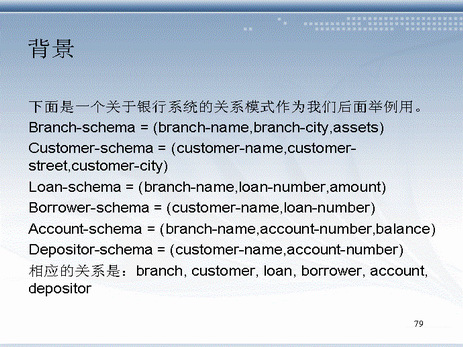 背景
下面是一个关于银行系统的关系模式作为我们后面举例用。
Branch-schema = (branch-name,branch-city,assets)
Customer-schema = (customer-name,customer-
street,customer-city)
Loan-schema = (branch-name,loan-number,amount)
Borrower-schema = (customer-name,loan-number)
Account-schema = (branch-name,account-number,balance)
Depositor-schema = (customer-name,account-number)
相应的关系是：branch, customer, loan, borrower, account,
depositor
79